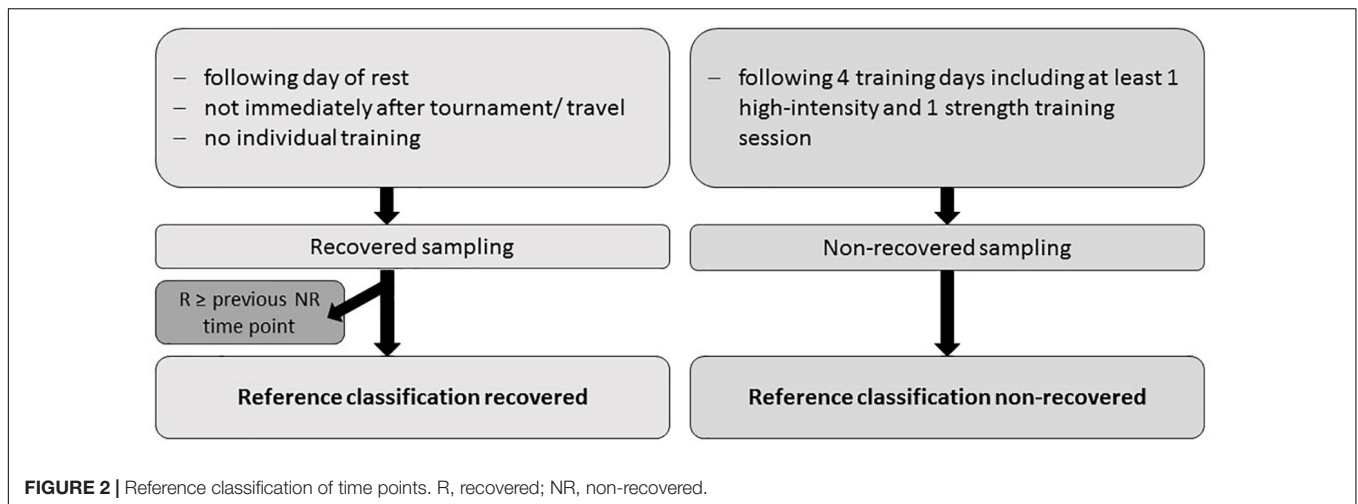 – following day of rest
– not immediately after tournament/ travel
– no individual training
– following 4 training days including at least 1
high-intensity and 1 strength training
session
Recovered sampling
Non-recovered sampling
R ≥ previous NR
time point
Reference classification recovered
Reference classification non-recovered
FIGURE 2 | Reference classification of time points. R, recovered; NR, non-recovered.